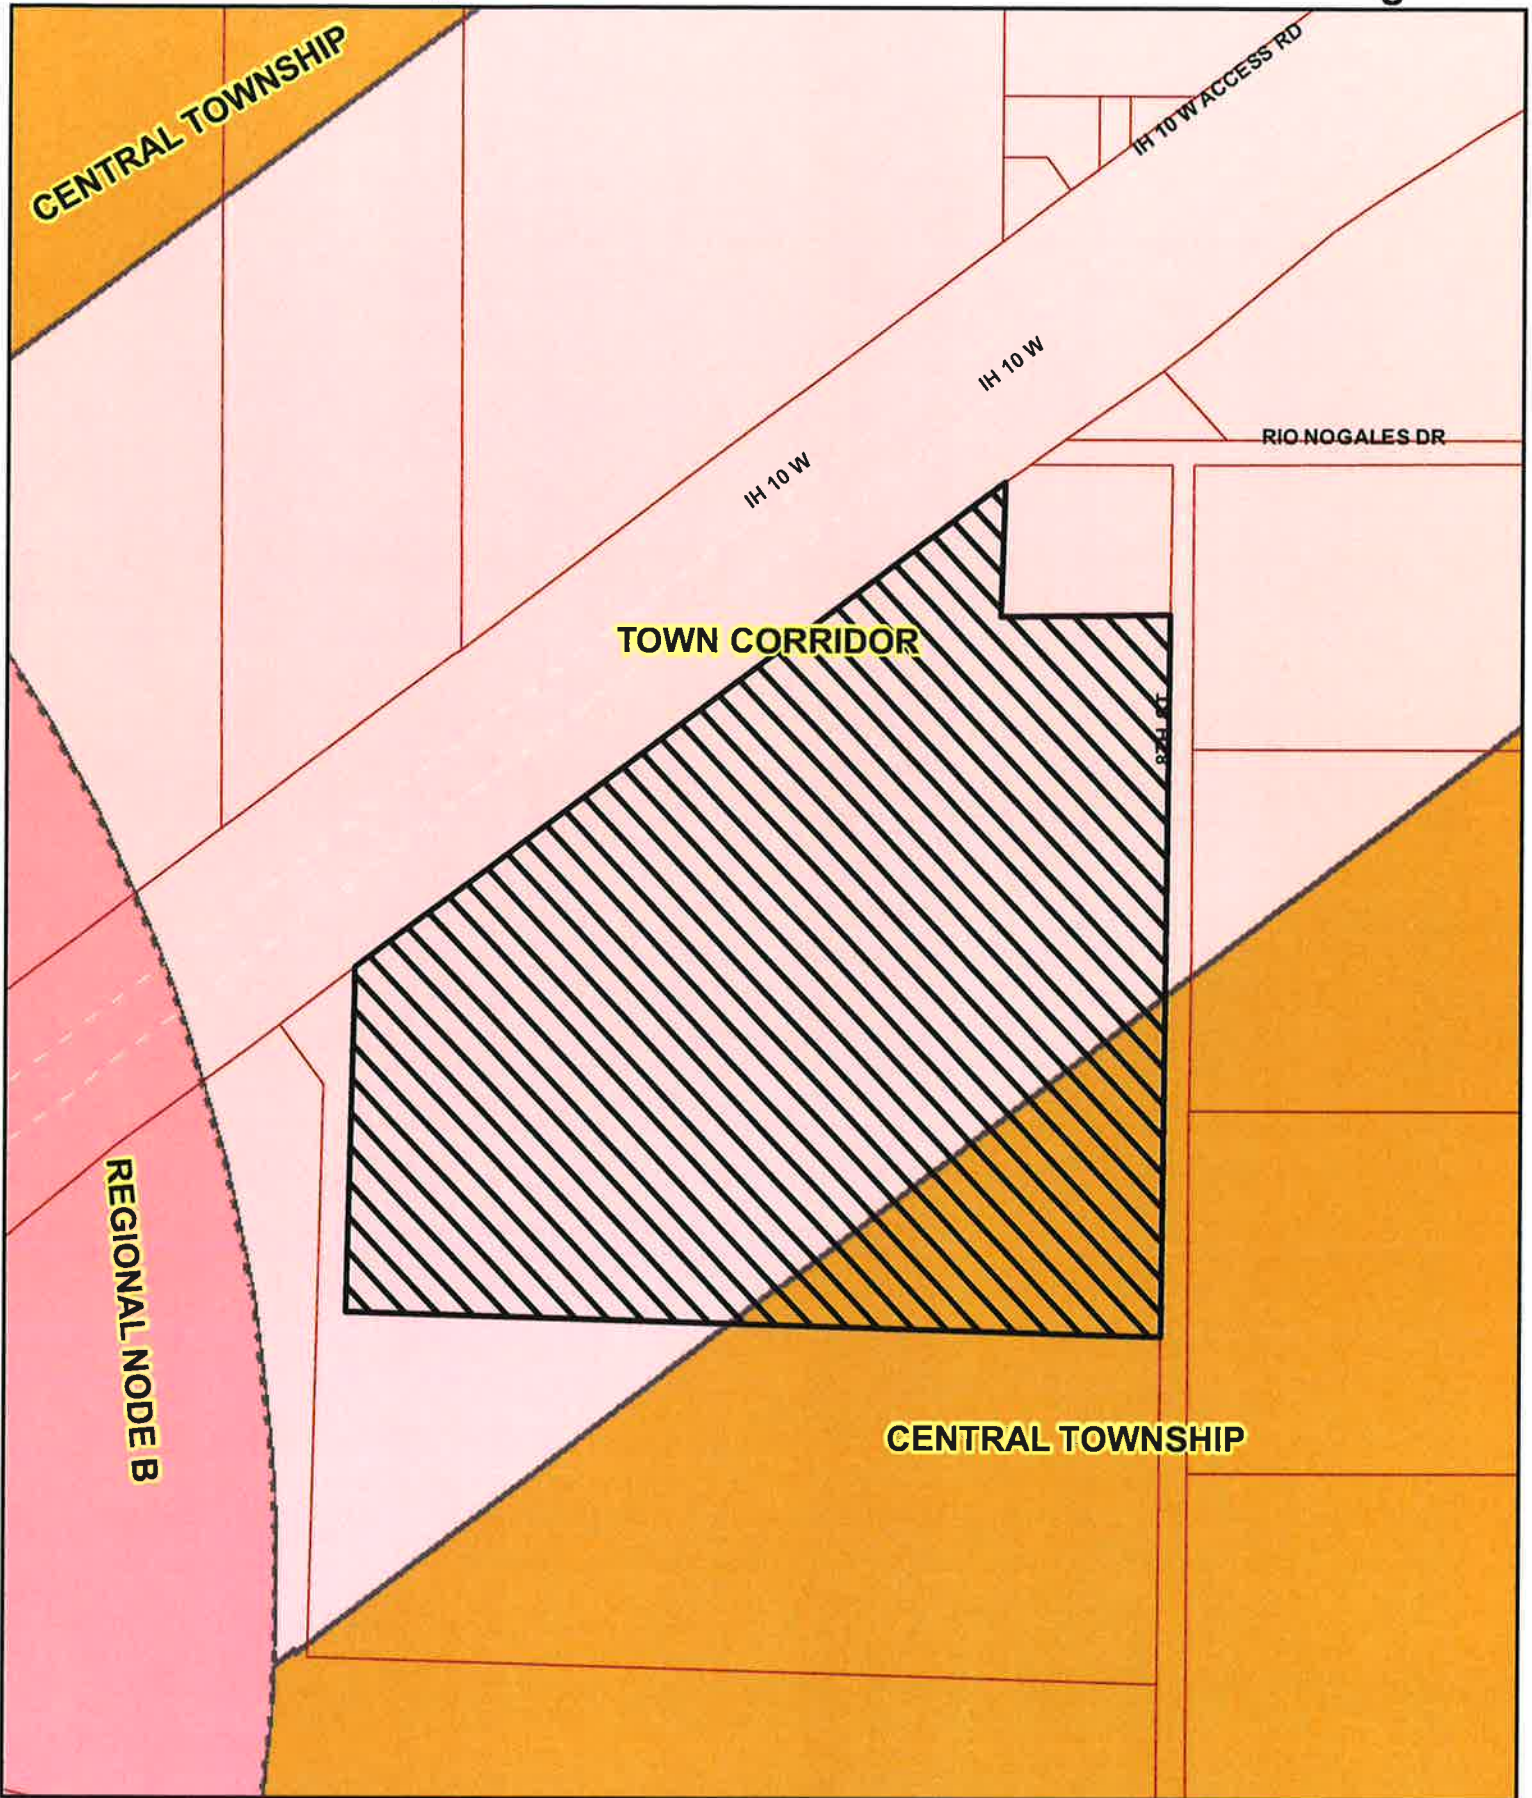 CENTRAL TOWNSHIP
IH 10 W ACCESS RD
IH 10 W
RIO NOGALES DR
IH 10 W
TOWN CORRIDOR
REGIONAL NODE B
CENTRAL TOWNSHIP